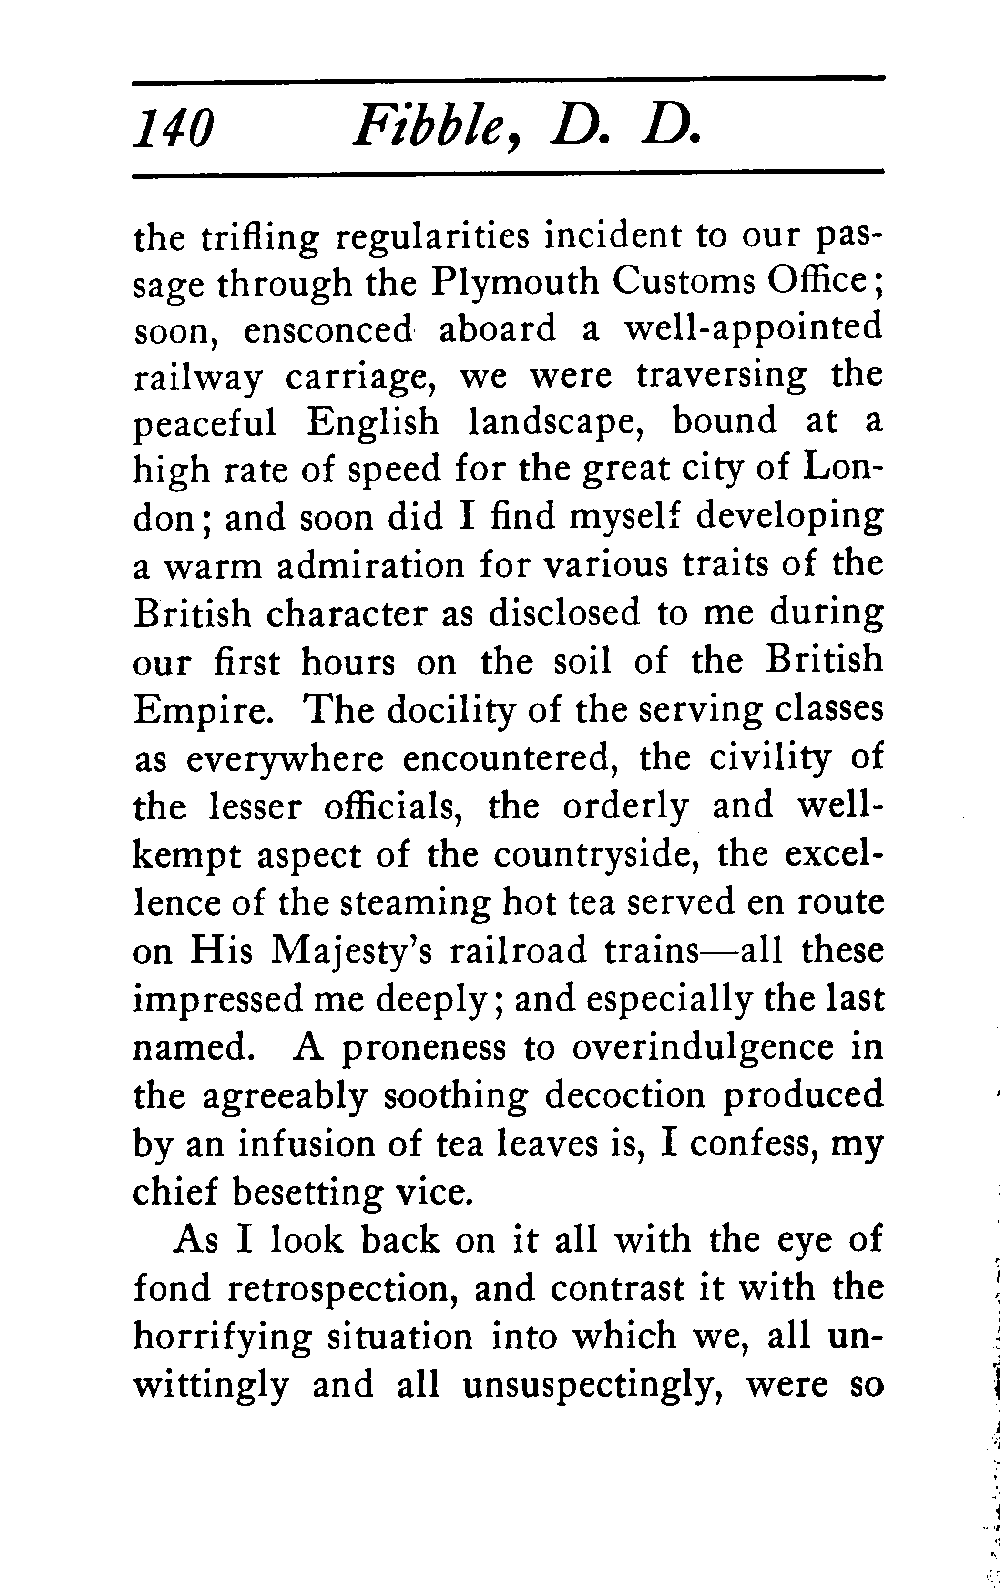 140 Fibble, D. D.
the trifling regularities incident to our pas-
sage through the Plymouth Customs Office;
soon, ensconced aboard a well-appointed
railway carriage, we were traversing the
peaceful English landscape, bound at a
high rate of speed for the great city of Lon-
don; and soon did I find myself developing
a warm admiration for various traits of the
British character as disclosed to me during
our first hours on the soil of the British
Empire. The docility of the serving classes
as everywhere encountered, the civility of
the lesser officials, the orderly and well-
kempt aspect of the countryside, the excel-
lence of the steaming hot tea served en route
on His Majesty's railroad trains—all these
impressed me deeply; and especially the last
named. A proneness to overindulgence in
the agreeably soothing decoction produced
by an infusion of tea leaves is, I confess, my
chief besetting vice.
As I look back on it all with the eye of
fond retrospection, and contrast it with the
horrifying situation into which we, all un-
wittingly and all unsuspectingly, were so